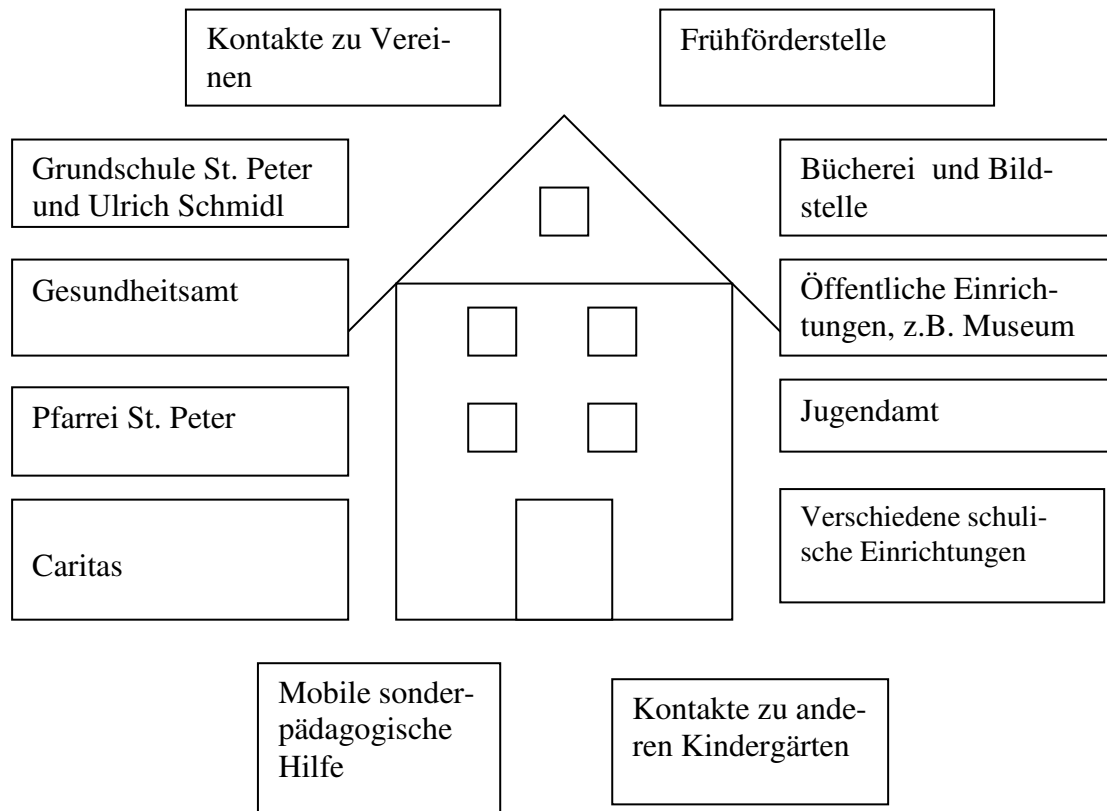 Kontakte zu Verei-
nen
Frühförderstelle
Grundschule St. Peter
und Ulrich Schmidl
Bücherei  und Bild-
stelle
Gesundheitsamt
Öffentliche Einrich-
tungen, z.B. Museum
Pfarrei St. Peter
Jugendamt
Caritas
Verschiedene schuli-
sche Einrichtungen
Mobile sonder-
pädagogische
Hilfe
Kontakte zu ande-
ren Kindergärten